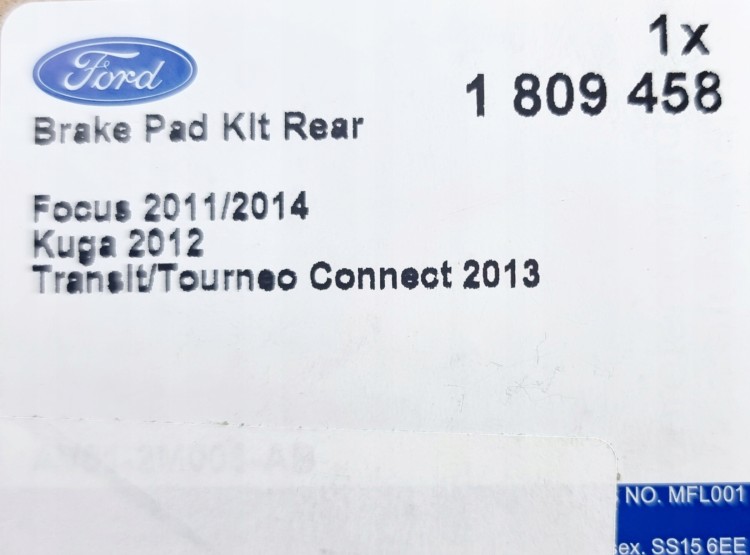 1x
Ford
1 809 458
Brake Pad Kit Rear
Focus 2011/2014
Kuga 2012
Transit/Tourneo Connect 2013
NO. MFL001
ex. SS15 6EE